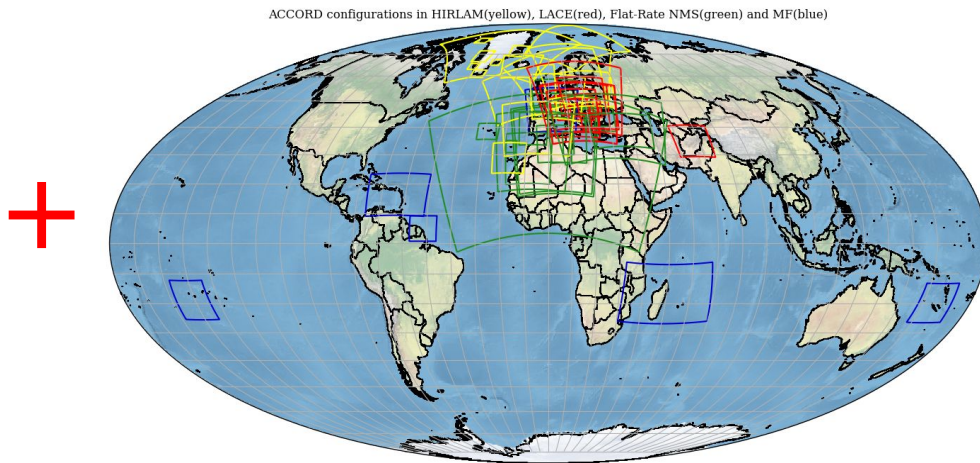 ACCORD configurations in HIRLAM(yellow), LACE(red), Flat-Rate NMS(green) and MF(blue)